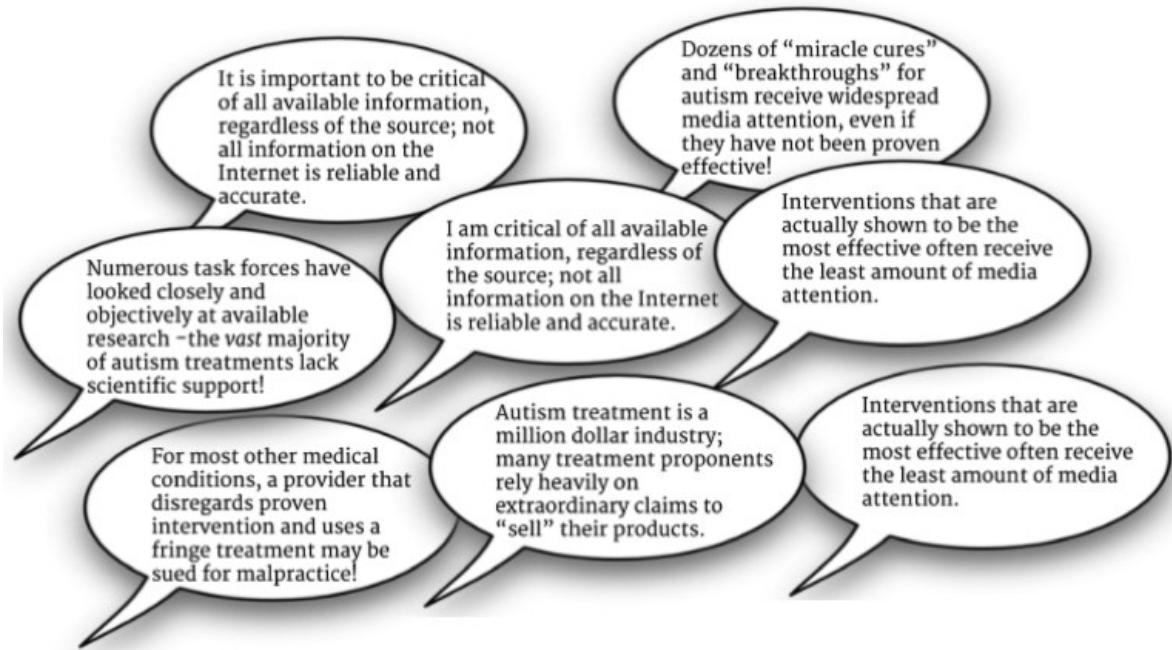 It is important to be critical
of all available information,
regardless of the source; not
all information on the
Internet is reliable and
accurate.
Dozens of “miracle cures”
and “breakthroughs” for
autism receive widespread
media attention, even if
they have not been proven
effective!
Numerous task forces have
looked closely and
objectively at available
research –the vast majority
of autism treatments lack
scientific support!
I am critical of all available
information, regardless of
the source; not all
information on the Internet
is reliable and accurate.
Interventions that are
actually shown to be the
most effective often receive
the least amount of media
attention.
For most other medical
conditions, a provider that
disregards proven
intervention and uses a
fringe treatment may be
sued for malpractice!
Autism treatment is a
million dollar industry;
many treatment proponents
rely heavily on
extraordinary claims to
“sell” their products.
Interventions that are
actually shown to be the
most effective often receive
the least amount of media
attention.